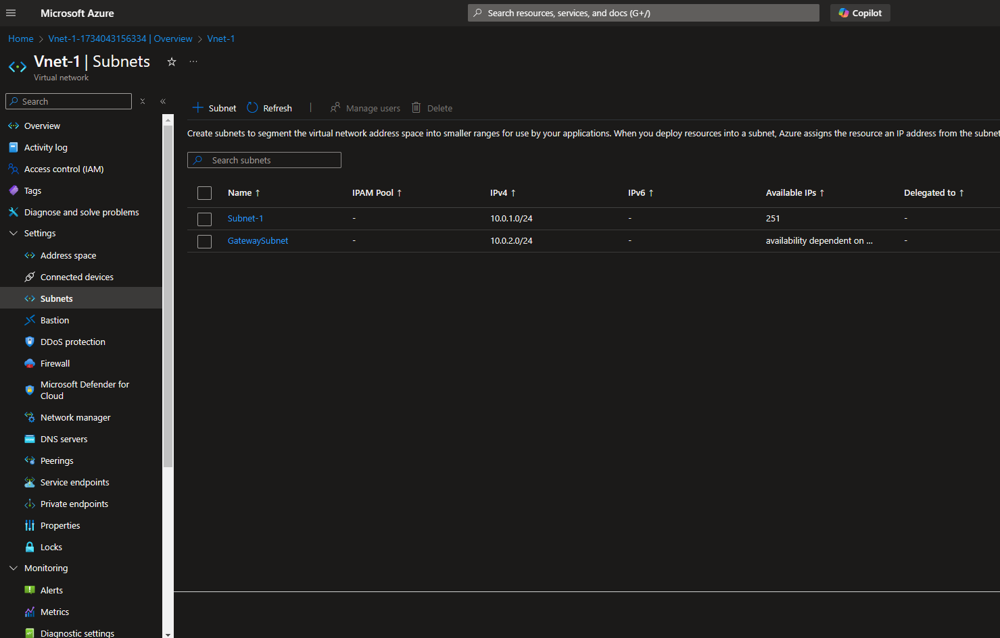 Microsoft Azure
Search resources, services, and docs (G+/)
Copilot
Home > Vnet-1-1734043156334 | Overview > Vnet-1
Vnet-1 | Subnets
Virtual network
Search
Subnet
Refresh
Manage users
Delete
Create subnets to segment the virtual network address space into smaller ranges for use by your applications. When you deploy resources into a subnet, Azure assigns the resource an IP address from the subnet
Search subnets
Name ↑ IPAM Pool ↑ IPv4 ↑ IPv6 ↑ Available IPs ↑ Delegated to ↑
Subnet-1 - 10.0.1.0/24 - 251 -
GatewaySubnet - 10.0.2.0/24 - availability dependent on ... -
Overview
Activity log
Access control (IAM)
Tags
Diagnose and solve problems
Settings
Address space
Connected devices
Subnets
Bastion
DDoS protection
Firewall
Microsoft Defender for
Cloud
Network manager
DNS servers
Peerings
Service endpoints
Private endpoints
Properties
Locks
Monitoring
Alerts
Metrics
Diagnostic settings